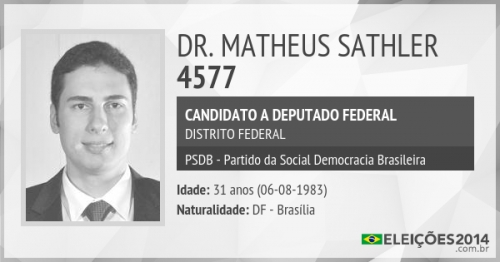 DR. MATHEUS SATHLER
4577
CANDIDATO A DEPUTADO FEDERAL
DISTRITO FEDERAL
PSDB - Partido da Social Democracia Brasileira
Idade: 31 anos (06-08-1983)
Naturalidade: DF - Brasília
ELEIÇÕES2014
.com.br